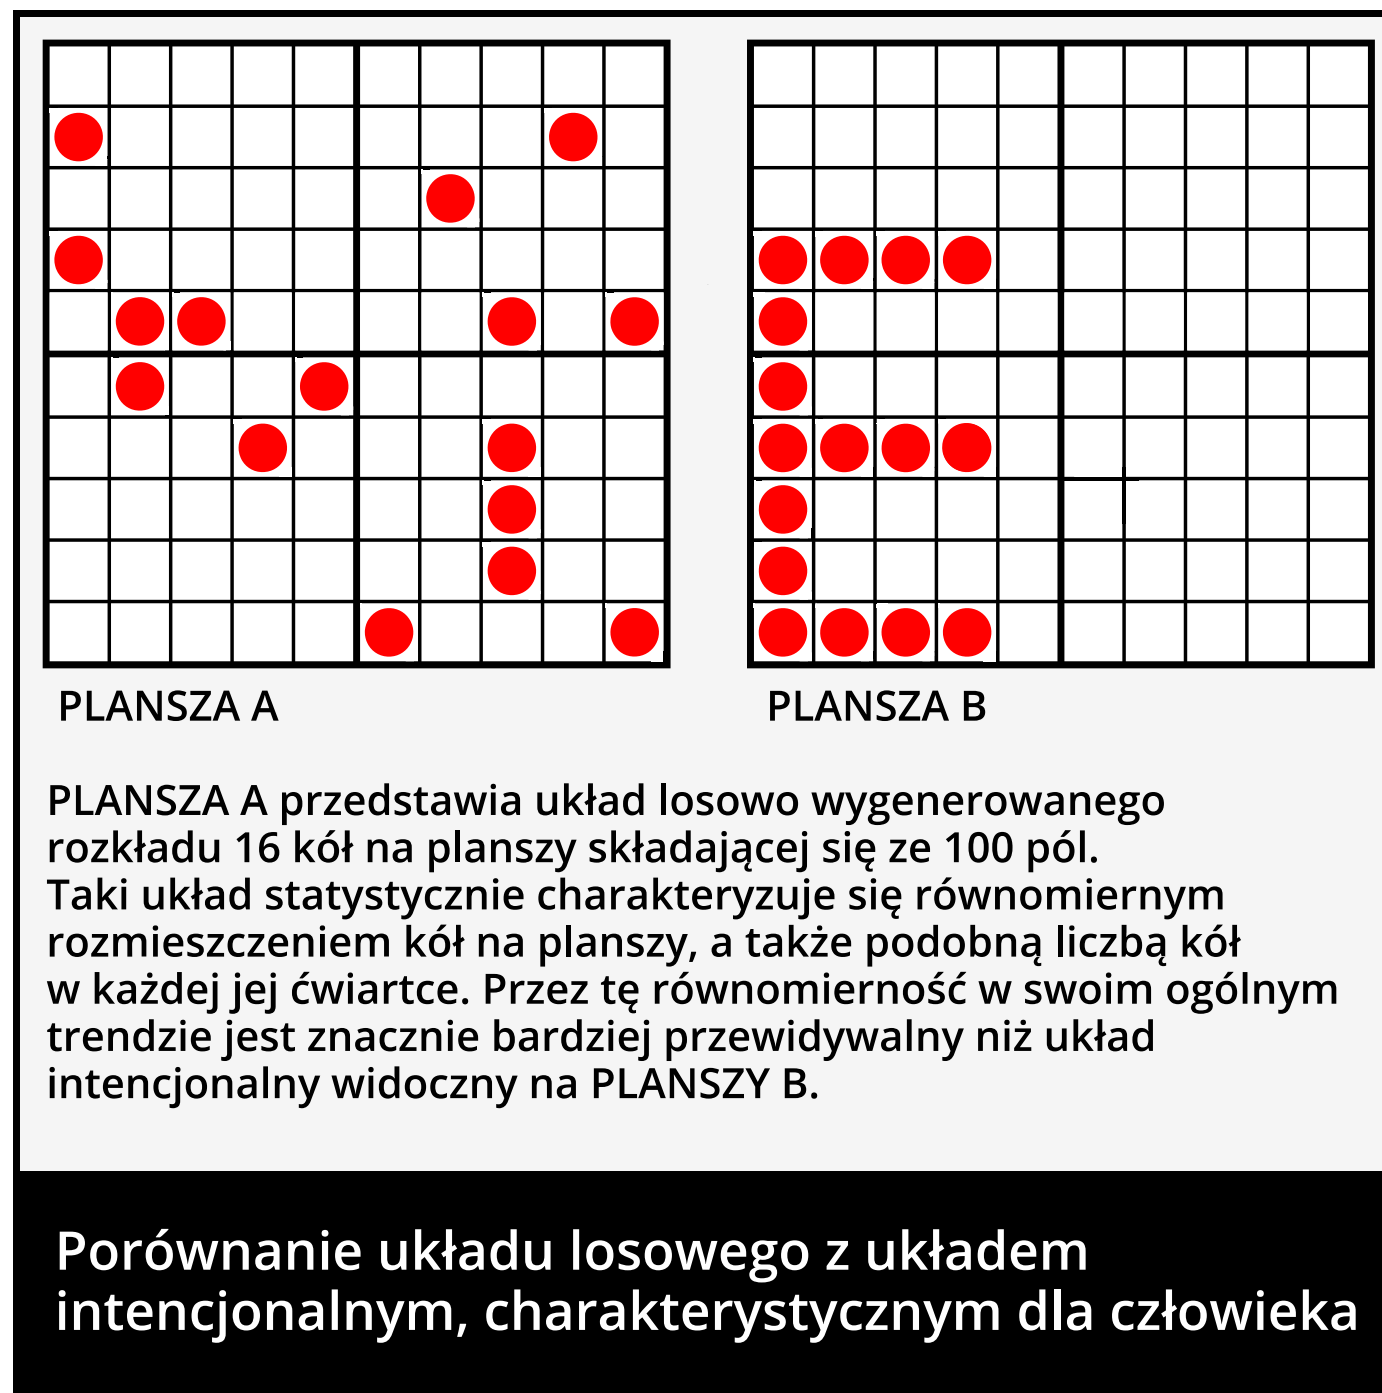 PLANSZA A
PLANSZA B
PLANSZA A przedstawia układ losowo wygenerowanego
rozkładu 16 kół na planszy składającej się ze 100 pól.
Taki układ statystycznie charakteryzuje się równomiernym
rozmieszczeniem kół na planszy, a także podobną liczbą kół
w każdej jej ćwiartce. Przez tę równomierność w swoim ogólnym
trendzie jest znacznie bardziej przewidywalny niż układ
intencjonalny widoczny na PLANSZY B.
Porównanie układu losowego z układem
intencjonalnym, charakterystycznym dla człowieka